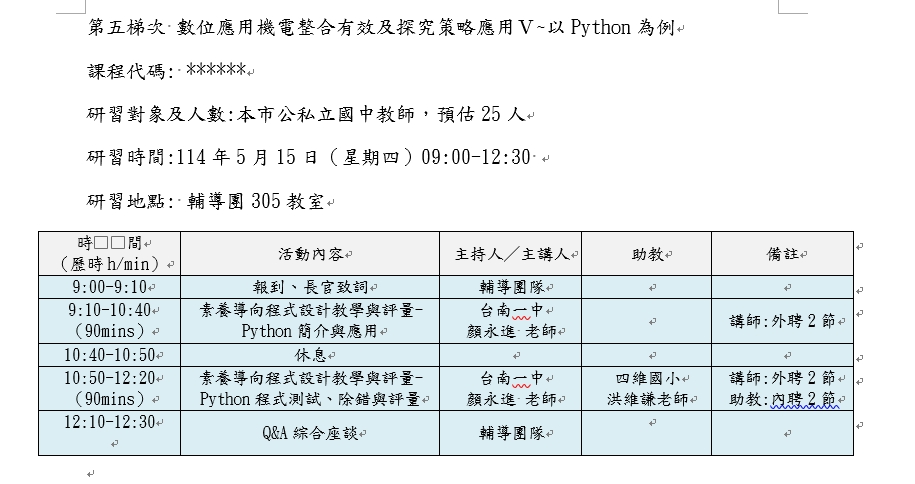 第五梯次 數位應用機電整合有效及探究策略應用Ⅴ~以 Python 為例
課程代碼: ******
研習對象及人數:本市公私立國中教師，預估 25 人
研習時間:114 年 5 月 15 日（星期四）09:00-12:30
研習地點: 輔導團 305 教室
時□□間
（歷時 h/min）
活動內容
主持人／主講人
助教
備註
9:00-9:10
報到、長官致詞
輔導團隊
9:10-10:40
（90mins）
素養導向程式設計教學與評量-
Python 簡介與應用
台南一中
顏永進 老師
講師:外聘 2 節
10:40-10:50
休息
10:50-12:20
（90mins）
素養導向程式設計教學與評量-
Python 程式測試、除錯與評量
台南一中
顏永進 老師
四維國小
洪維謙老師
講師:外聘 2 節
助教:內聘 2 節
12:10-12:30
Q&A 綜合座談
輔導團隊